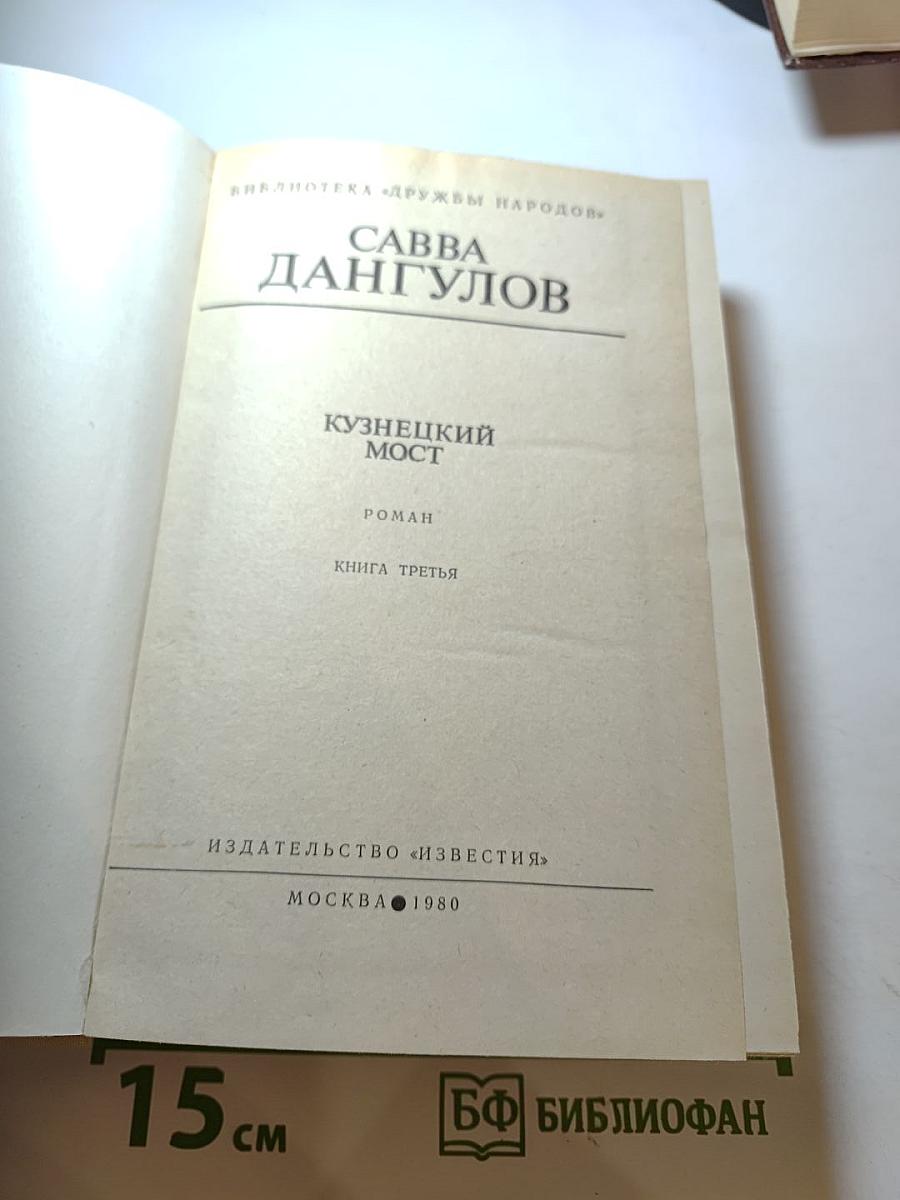 БИБЛИОТЕКА «ДРУЖБЫ НАРОДОВ»
САВВА
ДАНГУЛОВ
КУЗНЕЦКИЙ
МОСТ
РОМАН
КНИГА ТРЕТЬЯ
ИЗДАТЕЛЬСТВО «ИЗВЕСТИЯ»
МОСКВА ● 1980
15 см
БФ БИБЛИОФАН